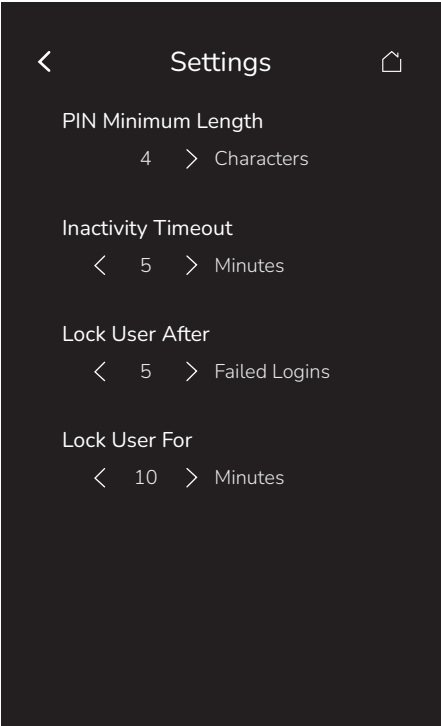 Settings
PIN Minimum Length
4 Characters
Inactivity Timeout
5 Minutes
Lock User After
5 Failed Logins
Lock User For
10 Minutes